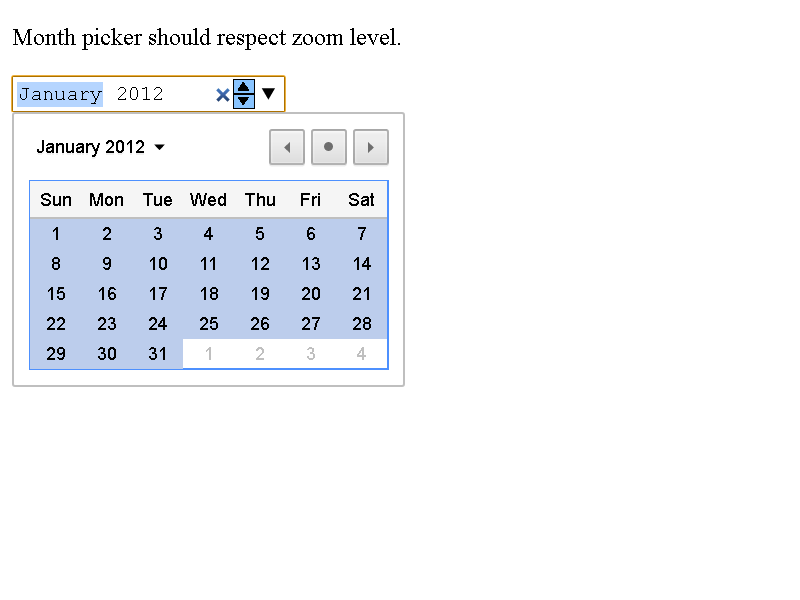 Month picker should respect zoom level.
January 2012
January 2012
Sun Mon Tue Wed Thu Fri Sat
1 2 3 4 5 6 7
8 9 10 11 12 13 14
15 16 17 18 19 20 21
22 23 24 25 26 27 28
29 30 31 1 2 3 4